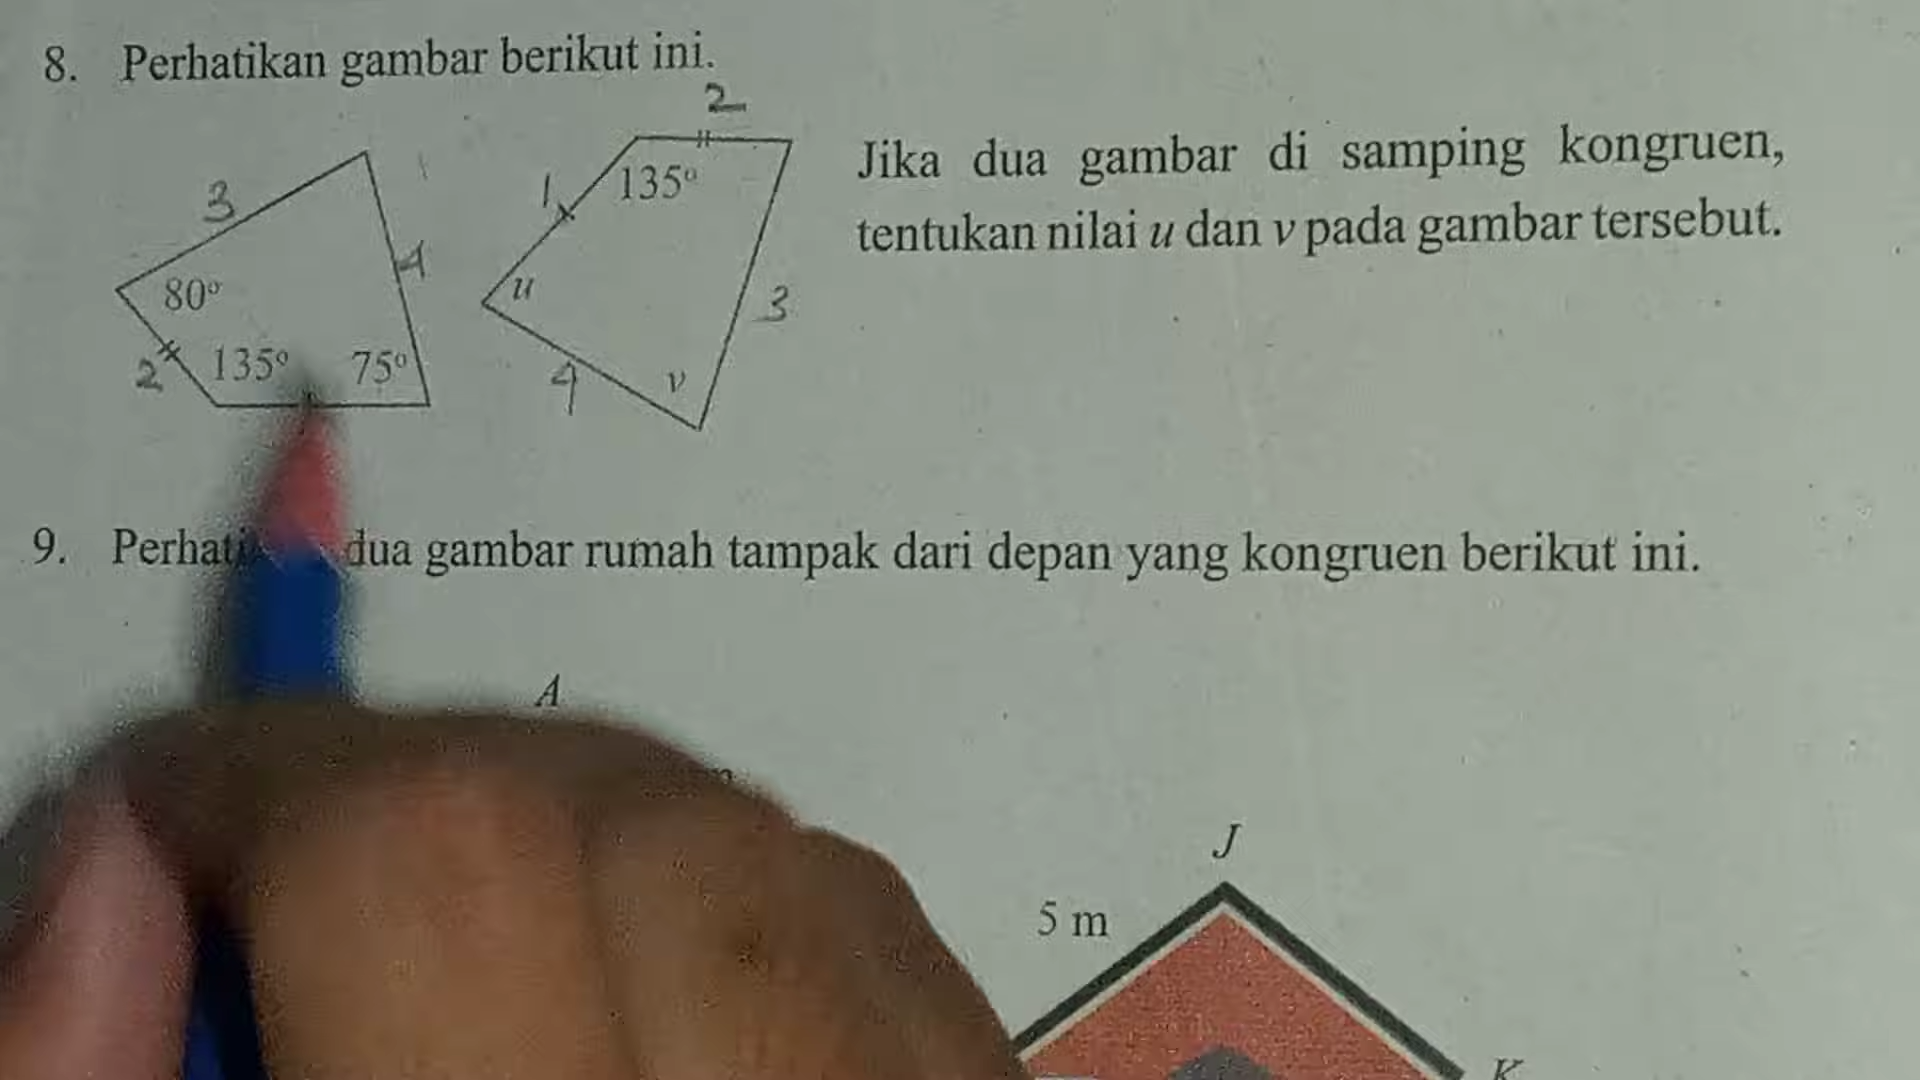 8. Perhatikan gambar berikut ini.
2
3
4
80°
2
135°
75°
1
135°
u
3
4
v
Jika dua gambar di samping kongruen,
tentukan nilai u dan v pada gambar tersebut.
9. dua gambar rumah tampak dari depan yang kongruen berikut ini.
A
J
5 m
K